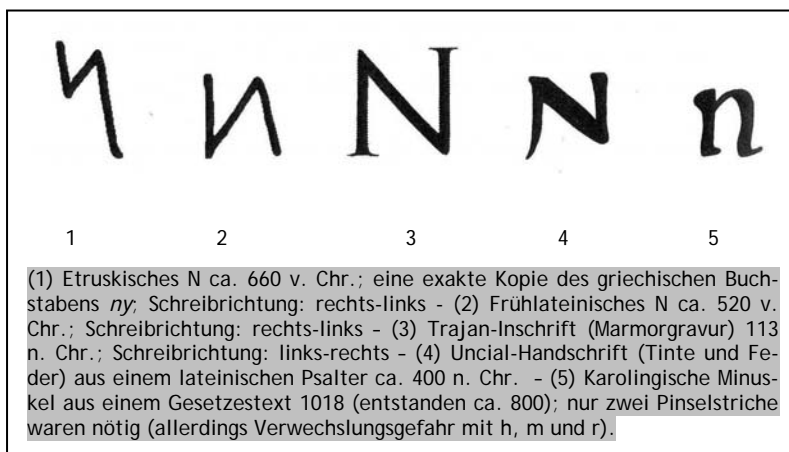 И И N N n
1 2 3 4 5
(1) Etruskisches N ca. 660 v. Chr.; eine exakte Kopie des griechischen Buch-
stabens ny; Schreibrichtung: rechts-links - (2) Frühlateinisches N ca. 520 v.
Chr.; Schreibrichtung: rechts-links – (3) Trajan-Inschrift (Marmorgravur) 113
n. Chr.; Schreibrichtung: links-rechts – (4) Uncial-Handschrift (Tinte und Fe-
der) aus einem lateinischen Psalter ca. 400 n. Chr. – (5) Karolingische Minus-
kel aus einem Gesetzestext 1018 (entstanden ca. 800); nur zwei Pinselstriche
waren nötig (allerdings Verwechslungsgefahr mit h, m und r).